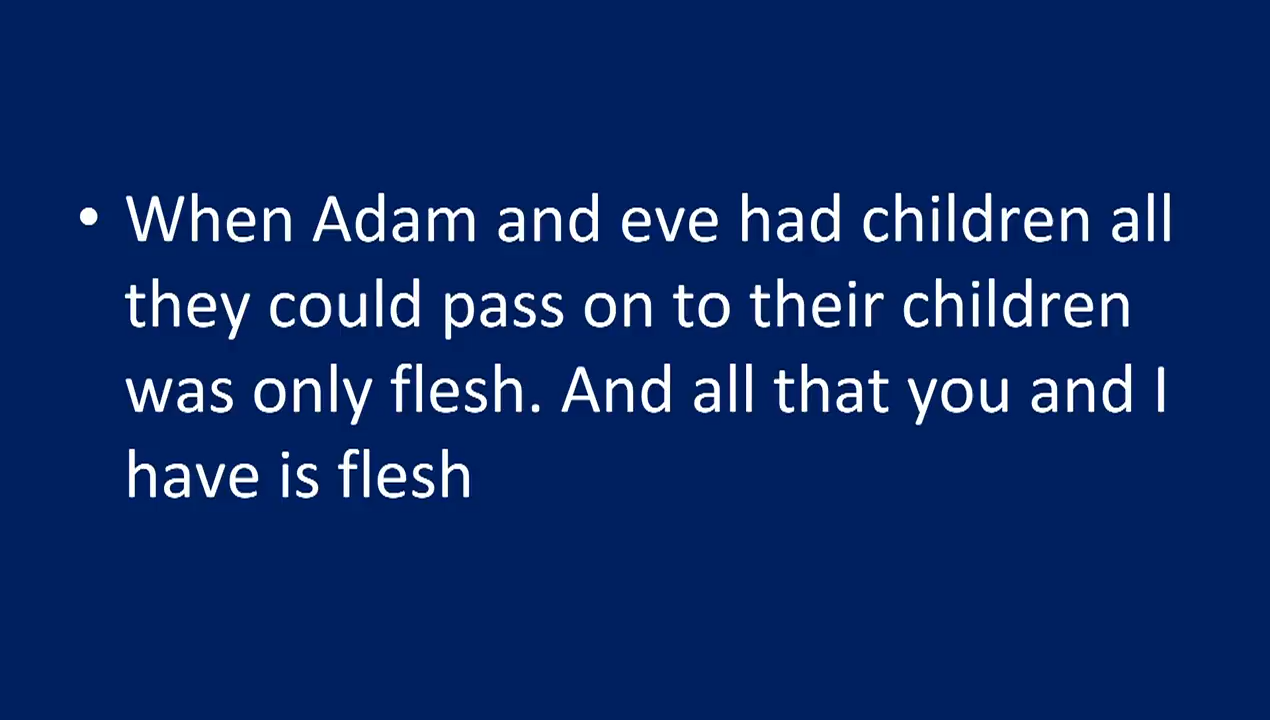 • When Adam and eve had children all
they could pass on to their children
was only flesh. And all that you and I
have is flesh